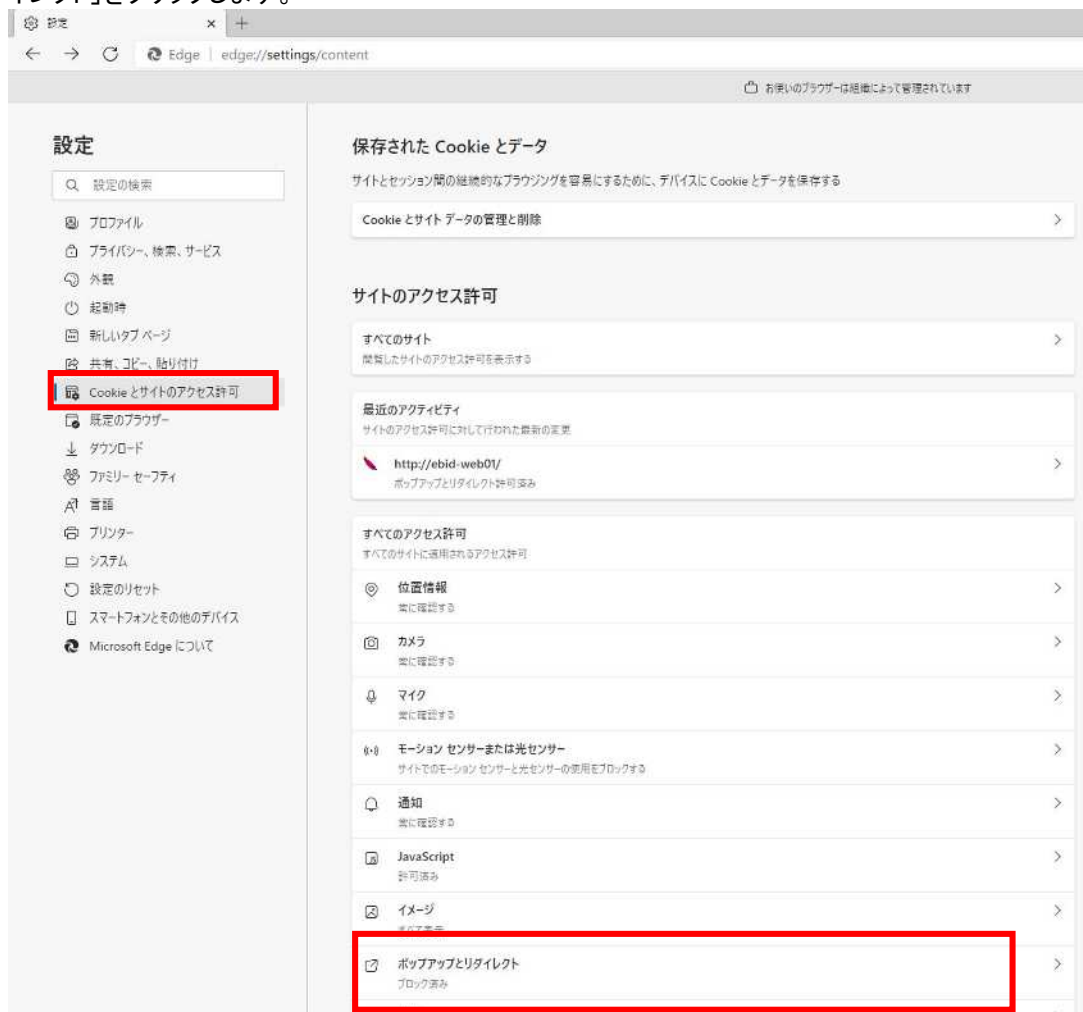 設定
Edge | edge://settings/content
お使いのブラウザーは組織によって管理されています
設定
設定の検索
プロファイル
プライバシー、検索、サービス
外観
起動時
新しいタブ ページ
共有、コピー、貼り付け
Cookie とサイトのアクセス許可
既定のブラウザー
ダウンロード
ファミリー セーフティ
言語
プリンター
システム
設定のリセット
スマートフォンとその他のデバイス
Microsoft Edge について
保存された Cookie とデータ
サイトとセッション間の継続的なブラウジングを容易にするために、デバイスに Cookie とデータを保存する
Cookie とサイト データの管理と削除
サイトのアクセス許可
すべてのサイト
閲覧したサイトのアクセス許可を表示する
最近のアクティビティ
サイトのアクセス許可に対して行われた最新の変更
http://ebid-web01/
ポップアップとリダイレクト許可済み
すべてのアクセス許可
すべてのサイトに適用されるアクセス許可
位置情報
常に確認する
カメラ
常に確認する
マイク
常に確認する
モーション センサーまたは光センサー
サイトでのモーション センサーと光センサーの使用をブロックする
通知
常に確認する
JavaScript
許可済み
イメージ
すべて表示
ポップアップとリダイレクト
ブロック済み